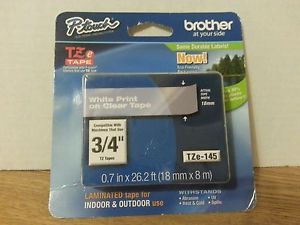 P-touch
brother
at your side
TZe
TAPE
Same Durable Labels!
Now!
Eco-Friendly
White Print
on Clear Tape
18mm
Compatible With
Machines That Use
3/4"
TZ Tapes
TZe-145
0.7 in x 26.2 ft (18 mm x 8 m)
LAMINATED tape for
INDOOR & OUTDOOR use
WITHSTANDS
• Abrasion
• UV
• Heat & Cold
• Spills